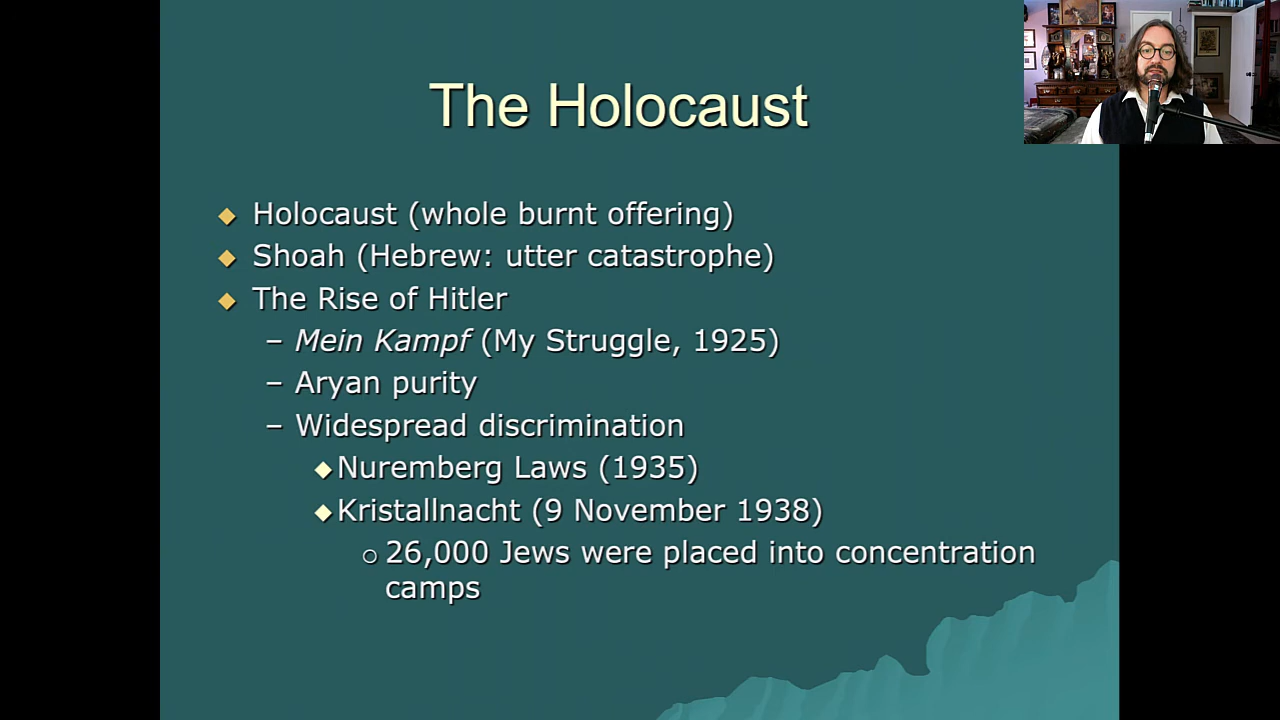 The Holocaust
Holocaust (whole burnt offering)
Shoah (Hebrew: utter catastrophe)
The Rise of Hitler
– Mein Kampf (My Struggle, 1925)
– Aryan purity
– Widespread discrimination
Nuremberg Laws (1935)
Kristallnacht (9 November 1938)
26,000 Jews were placed into concentration
camps